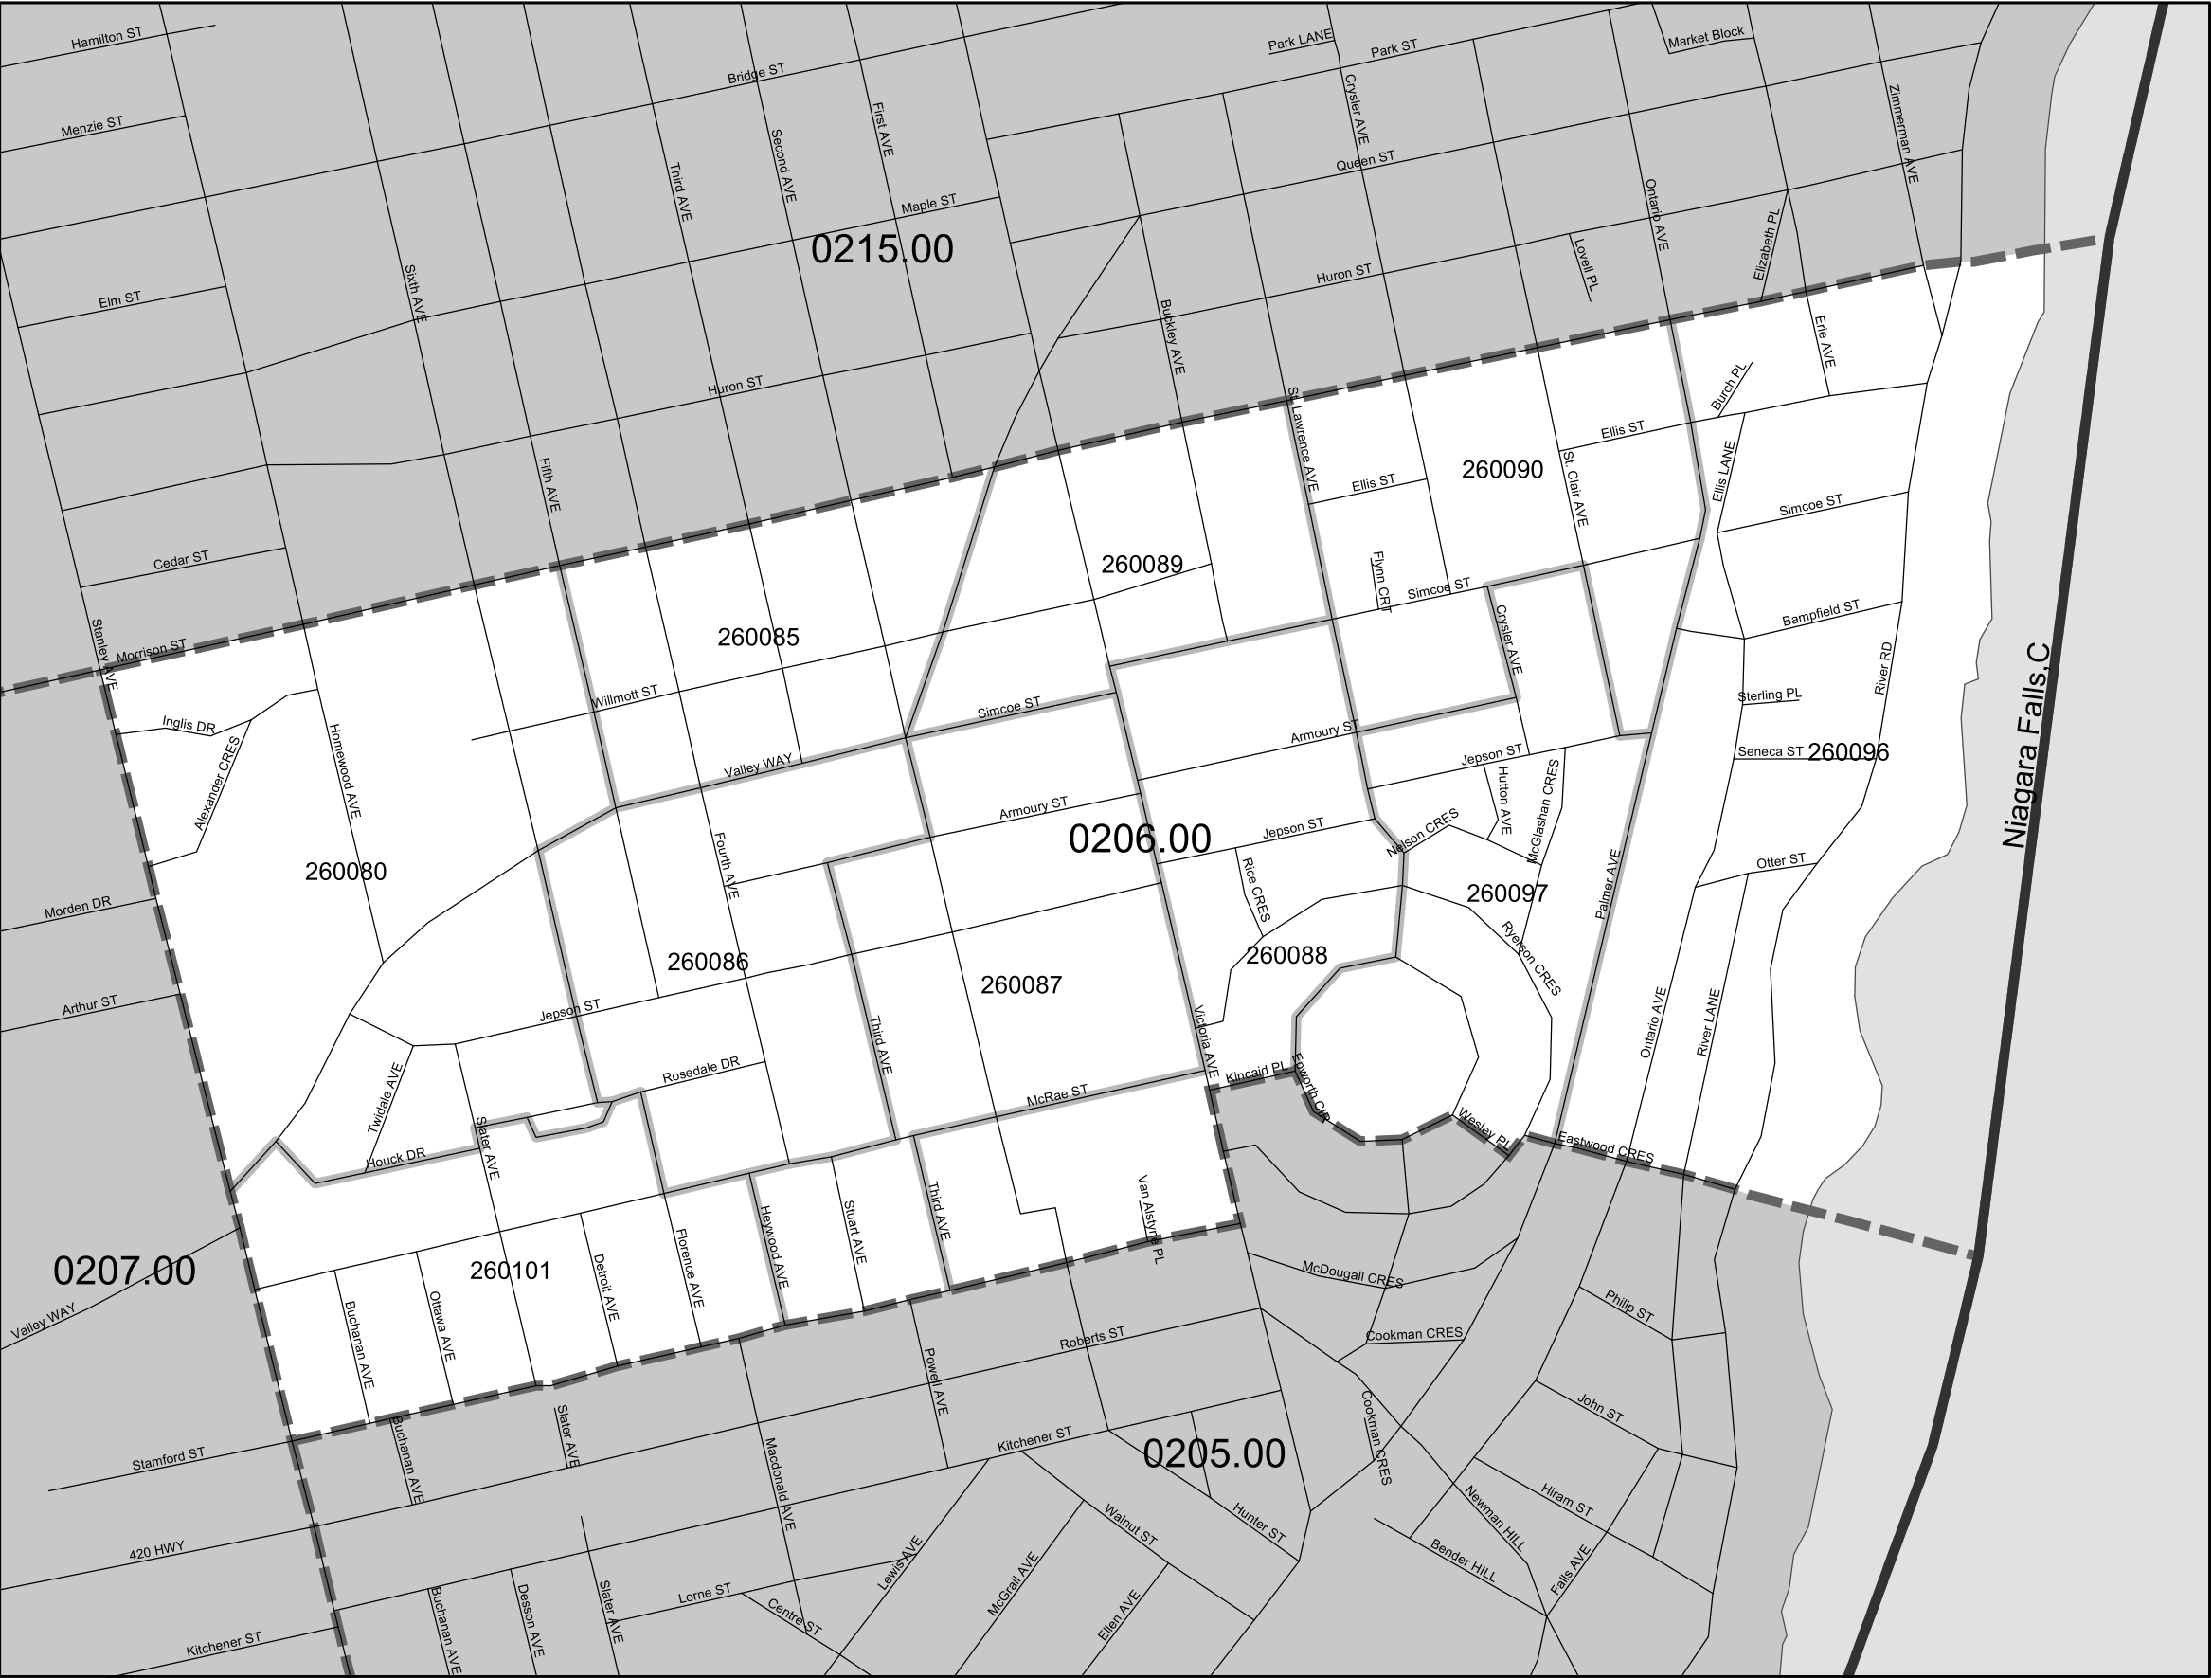 Hamilton ST
Park LANE
Park ST
Market Block
Bridge ST
Menzie ST
First AVE
Crysler AVE
Zimmerman AVE
Second AVE
Third AVE
Queen ST
Maple ST
Ontario AVE
Elizabeth PL
0215.00
Lovell PL
Huron ST
Sixth AVE
Elm ST
Buckley AVE
Erie AVE
Huron ST
Burch PL
St. Lawrence AVE
Ellis ST
Fifth AVE
Ellis ST
260090
St. Clair AVE
Ellis LANE
Simcoe ST
Cedar ST
260089
Flynn CRT
Simcoe ST
Crysler AVE
Bampfield ST
Stanley AVE
Morrison ST
260085
River RD
Niagara Falls,C
Willmott ST
Simcoe ST
Sterling PL
Inglis DR
Homewood AVE
Armoury ST
Alexander CRES
Valley WAY
Jepson ST
Seneca ST
260096
Hutton AVE
McGlashan CRES
Armoury ST
0206.00
Jepson ST
Nelson CRES
Fourth AVE
260080
Rice CRES
260097
Palmer AVE
Otter ST
Morden DR
Ryerson CRES
260086
260088
260087
Arthur ST
Jepson ST
Third AVE
Victoria AVE
Ontario AVE
River LANE
Rosedale DR
Kincaid PL
Epworth CIR
Twidale AVE
McRae ST
Slater AVE
Wesley PL
Eastwood CRES
Houck DR
Van Alstyne PL
Third AVE
Stuart AVE
Heywood AVE
Florence AVE
Detroit AVE
260101
0207.00
McDougall CRES
Valley WAY
Buchanan AVE
Ottawa AVE
Philip ST
Roberts ST
Cookman CRES
Powell AVE
Cookman CRES
John ST
Slater AVE
Buchanan AVE
Stamford ST
Macdonald AVE
Kitchener ST
0205.00
Newman HILL
Hiram ST
Walnut ST
Hunter ST
420 HWY
Bender HILL
Falls AVE
Lewis AVE
McGrail AVE
Ellen AVE
Lorne ST
Centre ST
Slater AVE
Desson AVE
Buchanan AVE
Kitchener ST